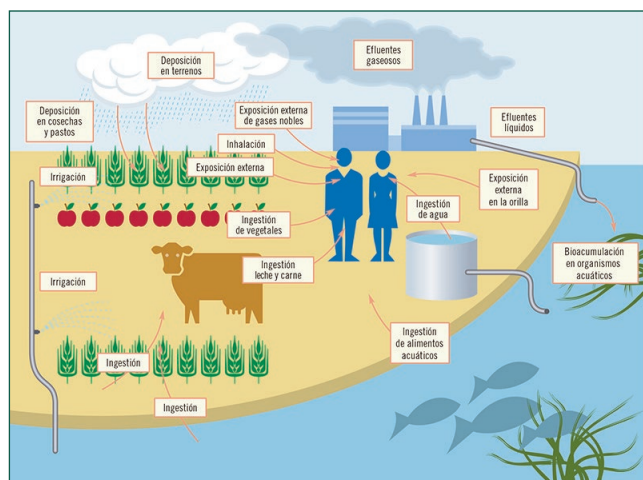 Deposición
en terrenos
Efluentes
gaseosos
Deposición
en cosechas
y pastos
Exposición externa
de gases nobles
Efluentes
líquidos
Inhalación
Irrigación
Exposición externa
Exposición
externa
en la orilla
Ingestión
de agua
Ingestión
de vegetales
Bioacumulación
en organismos
acuáticos
Ingestión
leche y carne
Irrigación
Ingestión
de alimentos
acuáticos
Ingestión
Ingestión